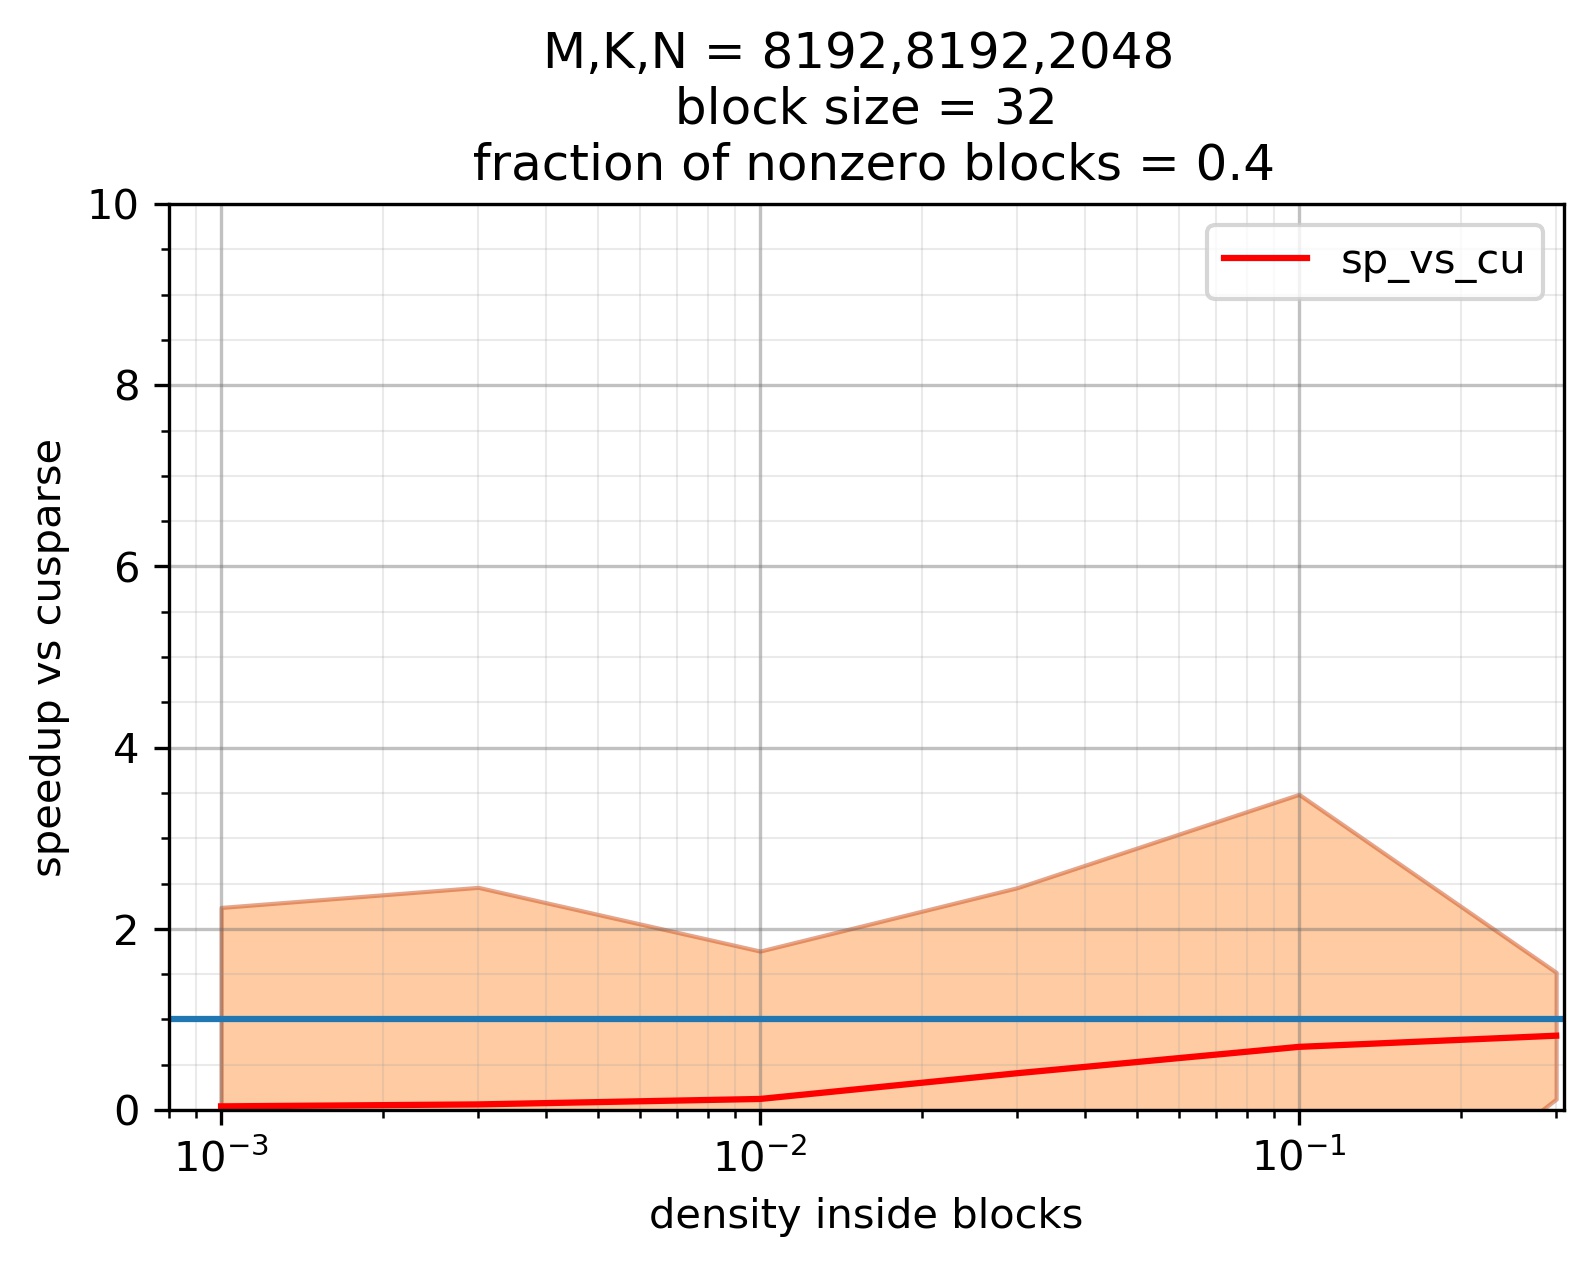 M,K,N = 8192,8192,2048
block size = 32
fraction of nonzero blocks = 0.4
10
8
6
4
2
0
speedup vs cusparse
sp_vs_cu
10⁻³ 10⁻² 10⁻¹
density inside blocks